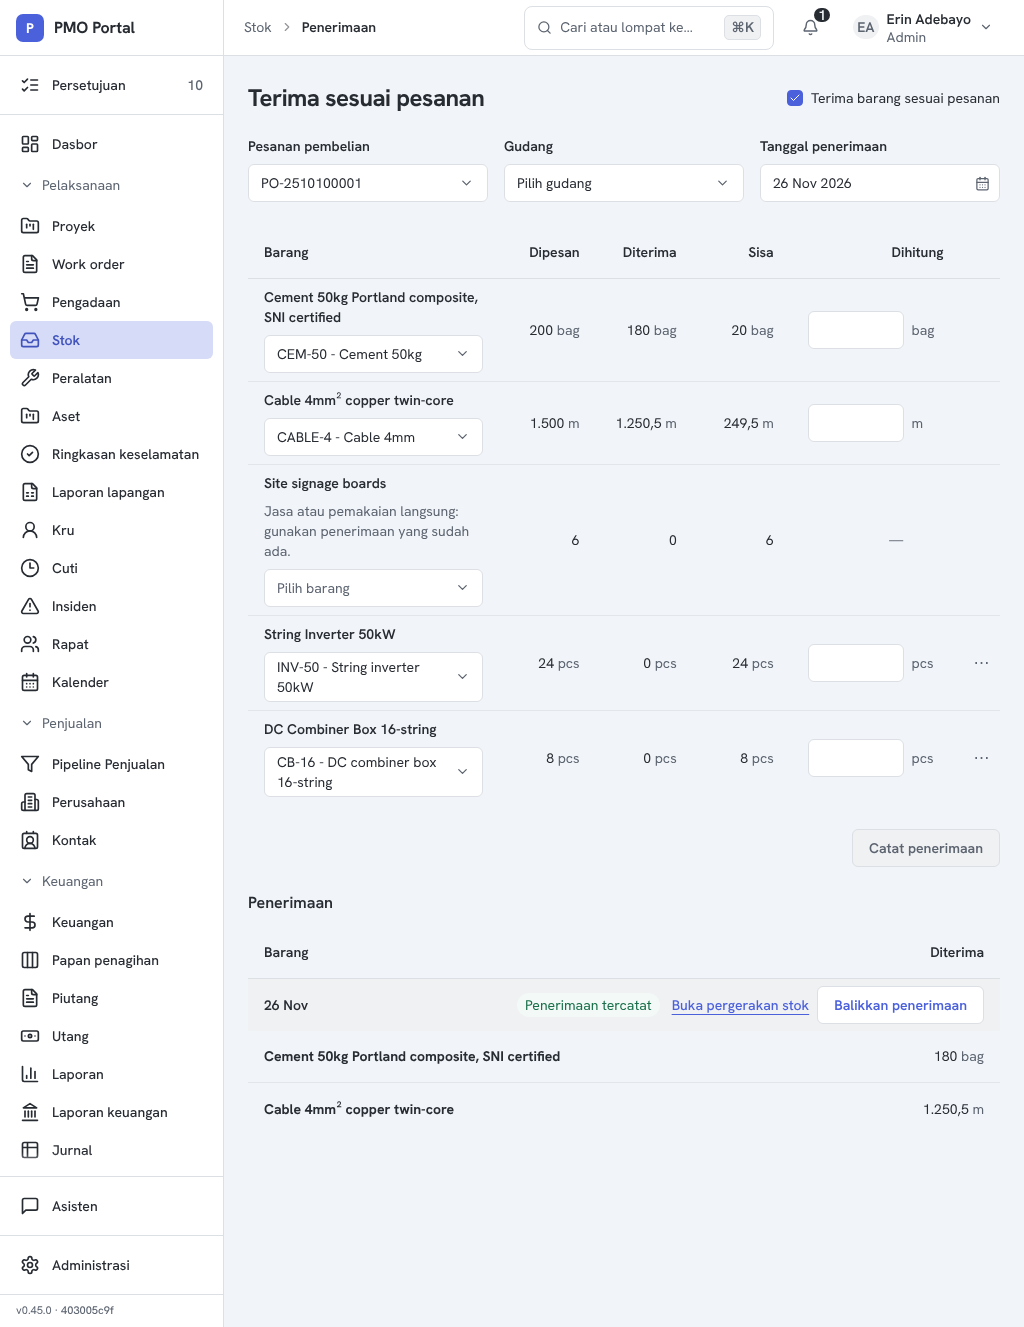 P PMO Portal
Persetujuan 10
Dasbor
Pelaksanaan
Proyek
Work order
Pengadaan
Stok
Peralatan
Aset
Ringkasan keselamatan
Laporan lapangan
Kru
Cuti
Insiden
Rapat
Kalender
Penjualan
Pipeline Penjualan
Perusahaan
Kontak
Keuangan
Keuangan
Papan penagihan
Piutang
Utang
Laporan
Laporan keuangan
Jurnal
Asisten
Administrasi
v0.45.0 · 403005c9f
Stok Penerimaan
Cari atau lompat ke... ⌘K
1
EA Erin Adebayo
Admin
Terima sesuai pesanan
Terima barang sesuai pesanan
Pesanan pembelian Gudang Tanggal penerimaan
PO-2510100001 Pilih gudang 26 Nov 2026
Barang Dipesan Diterima Sisa Dihitung
Cement 50kg Portland composite,
SNI certified
CEM-50 - Cement 50kg
200 bag 180 bag 20 bag bag
Cable 4mm² copper twin-core
CABLE-4 - Cable 4mm
1.500 m 1.250,5 m 249,5 m m
Site signage boards
Jasa atau pemakaian langsung:
gunakan penerimaan yang sudah
ada.
Pilih barang
6 0 6 —
String Inverter 50kW
INV-50 - String inverter
50kW
24 pcs 0 pcs 24 pcs pcs ...
DC Combiner Box 16-string
CB-16 - DC combiner box
16-string
8 pcs 0 pcs 8 pcs pcs ...
Catat penerimaan
Penerimaan
Barang Diterima
26 Nov Penerimaan tercatat Buka pergerakan stok Balikkan penerimaan
Cement 50kg Portland composite, SNI certified 180 bag
Cable 4mm² copper twin-core 1.250,5 m